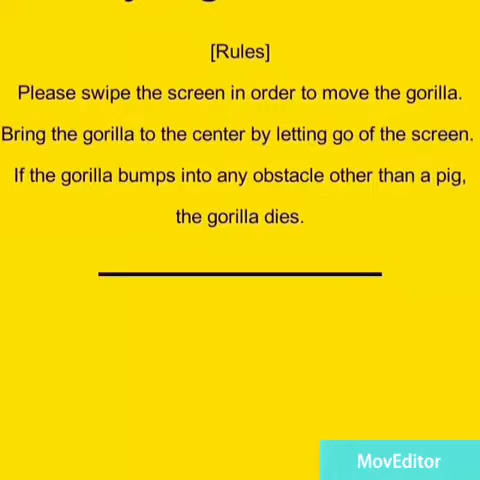 [Rules]
Please swipe the screen in order to move the gorilla.
Bring the gorilla to the center by letting go of the screen.
If the gorilla bumps into any obstacle other than a pig,
the gorilla dies.
MovEditor